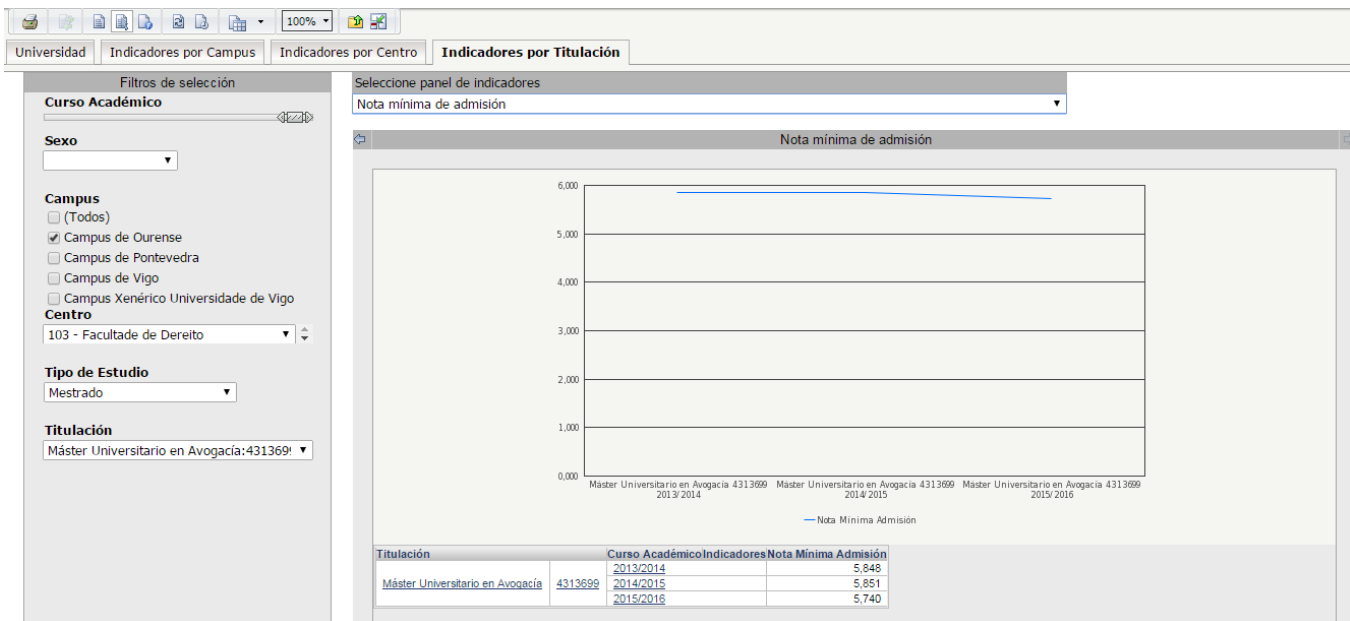 100%
Universidad
Indicadores por Campus
Indicadores por Centro
Indicadores por Titulación
Filtros de selección
Curso Académico
Sexo
Campus
(Todos)
Campus de Ourense
Campus de Pontevedra
Campus de Vigo
Campus Xenérico Universidade de Vigo
Centro
103 - Facultade de Dereito
Tipo de Estudio
Mestrado
Titulación
Máster Universitario en Avogacía:431369
Seleccione panel de indicadores
Nota mínima de admisión
Nota mínima de admisión
6,000
5,000
4,000
3,000
2,000
1,000
0,000
Máster Universitario en Avogacía 4313699 Máster Universitario en Avogacía 4313699 Máster Universitario en Avogacía 4313699
2013/2014 2014/2015 2015/2016
Nota Mínima Admisión
Titulación Curso Académico Indicadores Nota Mínima Admisión
2013/2014 5,848
Máster Universitario en Avogacía 4313699 2014/2015 5,851
2015/2016 5,740